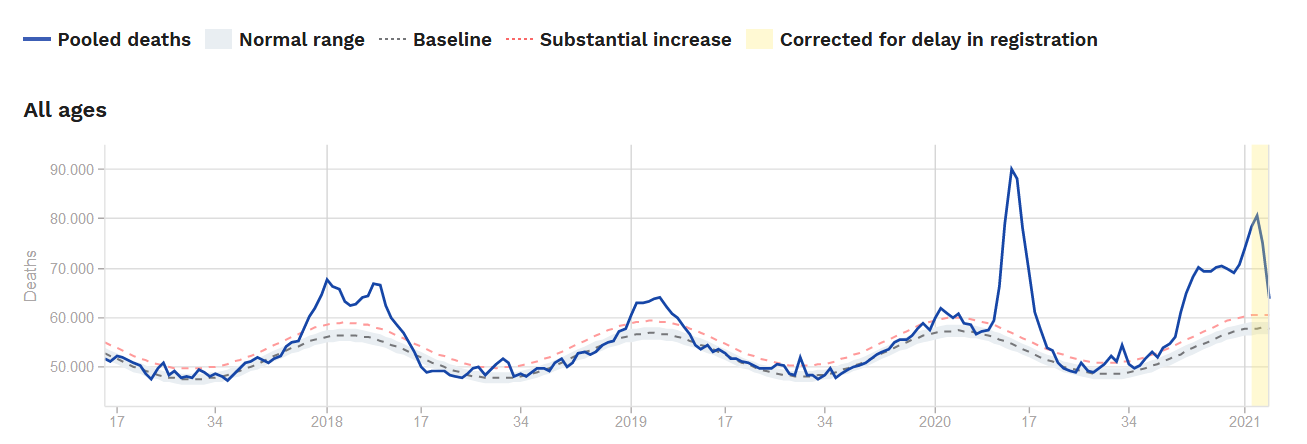 Pooled deaths Normal range Baseline Substantial increase Corrected for delay in registration
All ages
90.000
80.000
70.000
60.000
50.000
Deaths
17 34 2018 17 34 2019 17 34 2020 17 34 2021